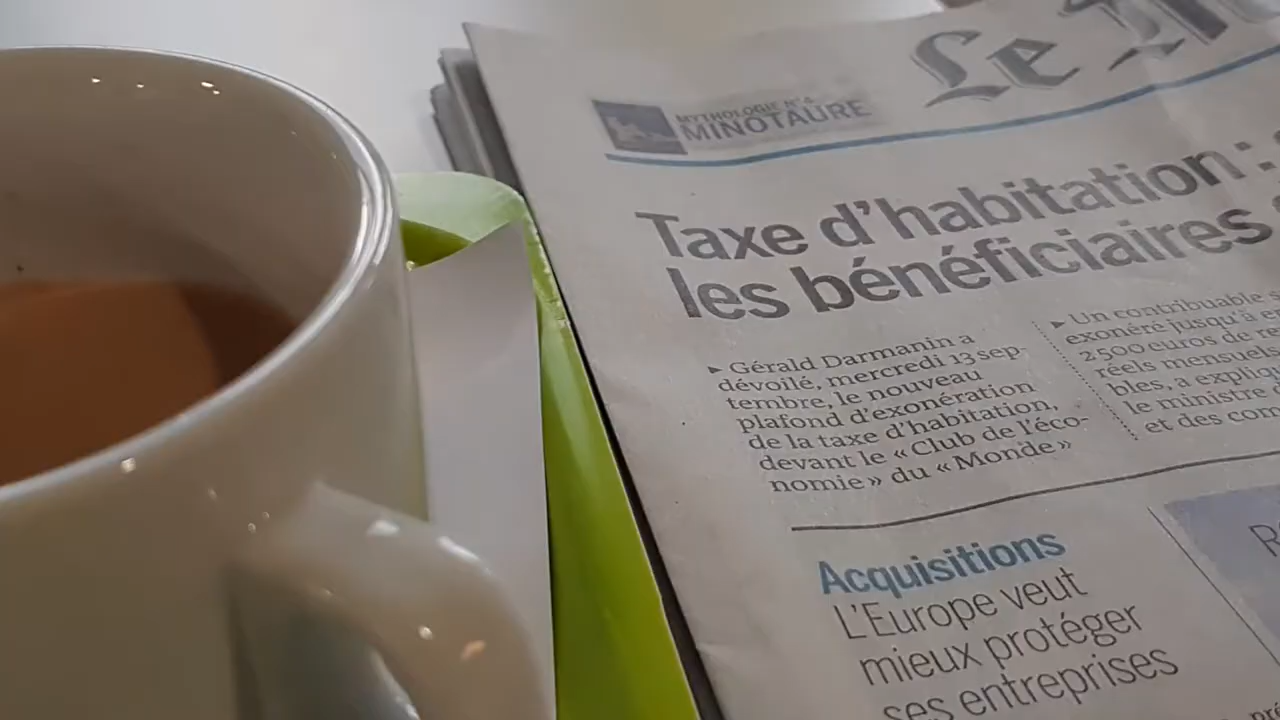 MYTHOLOGIE N° 4
MINOTAURE
Le
Taxe d'habitation :
les bénéficiaires
▸ Gérald Darmanin a
dévoilé, mercredi 13 sep-
tembre, le nouveau
plafond d'exonération
de la taxe d'habitation,
devant le « Club de l'éco-
nomie » du « Monde »
▸ Un contribuable
exonéré jusqu'à
2 500 euros de
réels mensuels
bles, a expliq
le ministre
et des com
Acquisitions
L'Europe veut
mieux protéger
ses entreprises